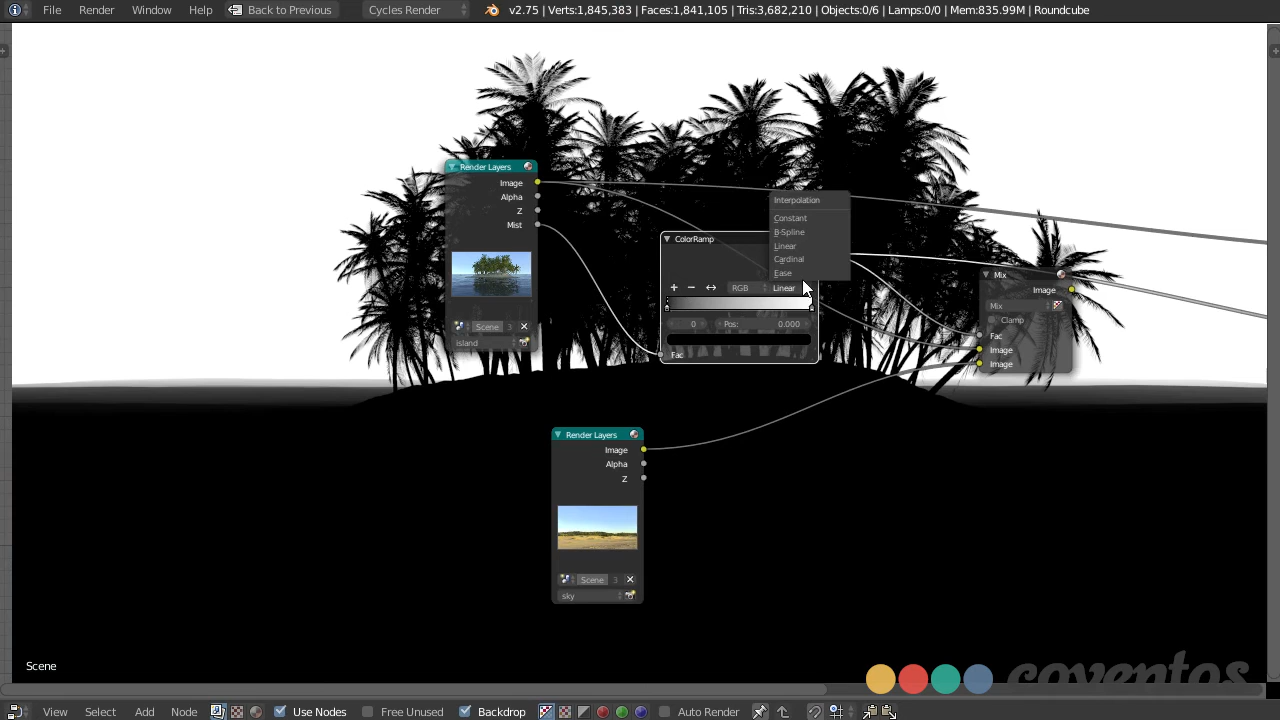 File Render Window Help Back to Previous Cycles Render v2.75 | Verts:1,845,383 | Faces:1,841,105 | Tris:3,682,210 | Objects:0/6 | Lamps:0/0 | Mem:835.99M | Roundcube
Render Layers
Image
Alpha
Z
Mist
Scene 3
island
Interpolation
Constant
B-Spline
Linear
Cardinal
Ease
ColorRamp
RGB Linear
0 Pos: 0.000
Fac
Mix
Image
Mix
Clamp
Fac
Image
Image
Render Layers
Image
Alpha
Z
Scene 3
sky
Scene
coventos
View Select Add Node Use Nodes Free Unused Backdrop Auto Render